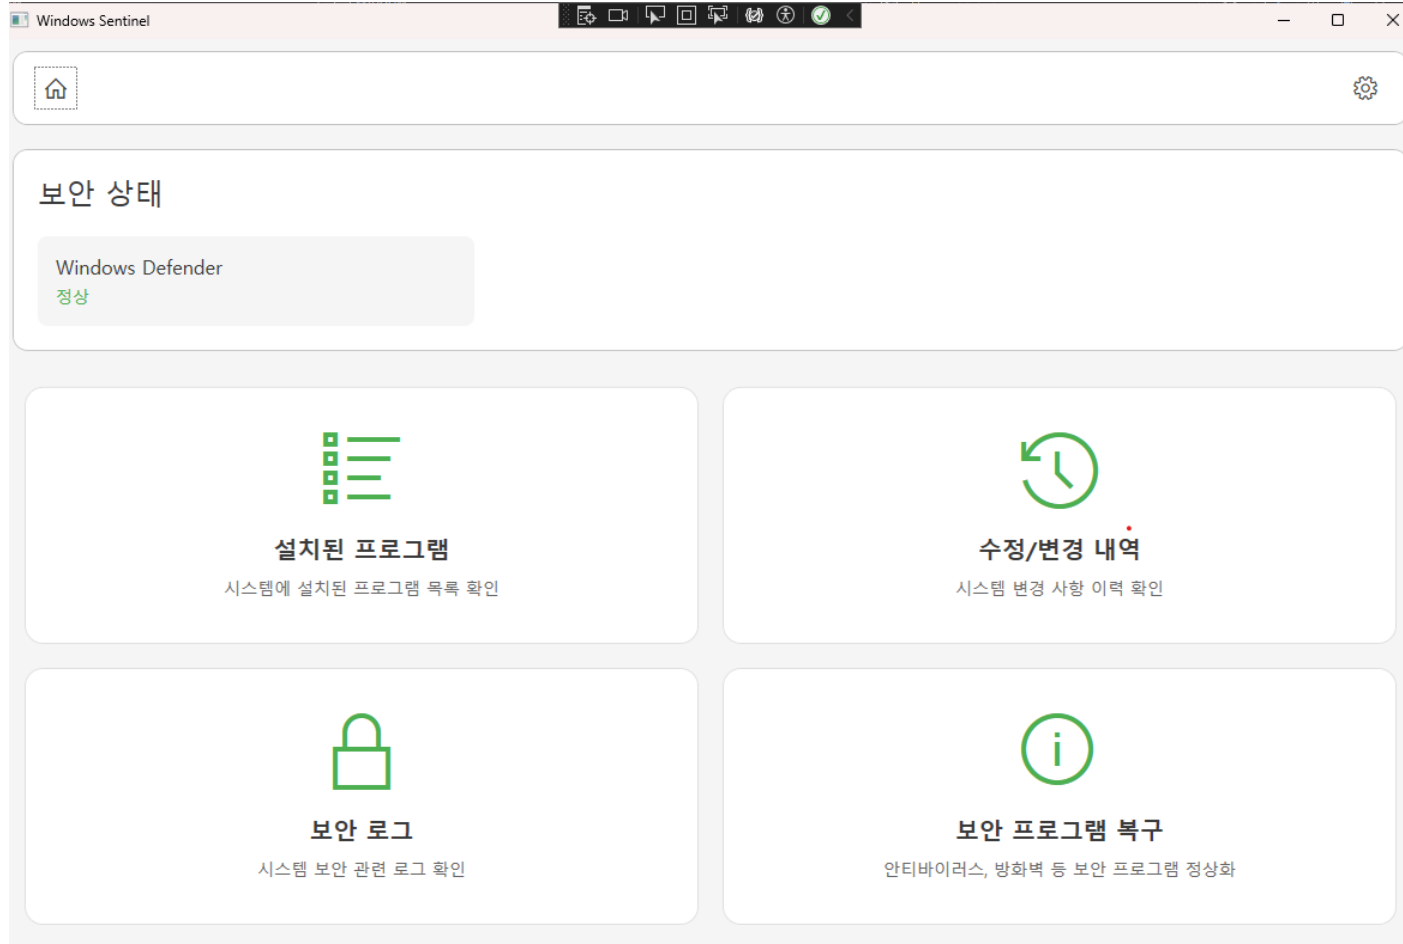 Windows Sentinel
보안 상태
Windows Defender
정상
설치된 프로그램
시스템에 설치된 프로그램 목록 확인
수정/변경 내역
시스템 변경 사항 이력 확인
보안 로그
시스템 보안 관련 로그 확인
보안 프로그램 복구
안티바이러스, 방화벽 등 보안 프로그램 정상화